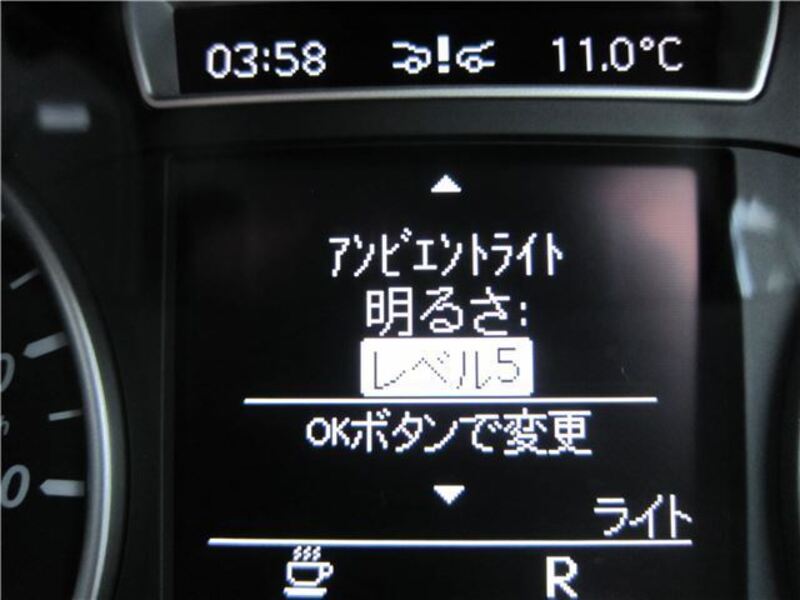 03:58 11.0°C
アンビエントライト
明るさ:
レベル5
OKボタンで変更
ライト
R